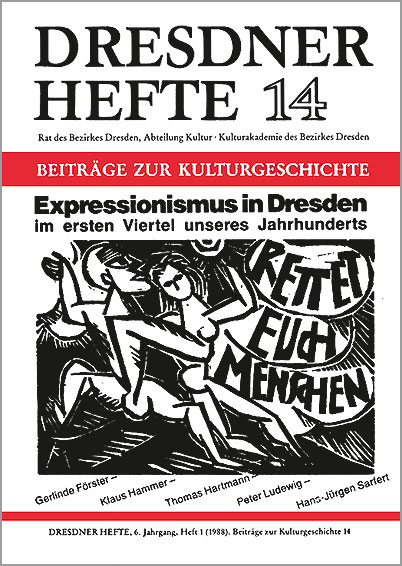 DRESDNER
HEFTE 14
Rat des Bezirkes Dresden, Abteilung Kultur · Kulturakademie des Bezirkes Dresden
BEITRÄGE ZUR KULTURGESCHICHTE
Expressionismus in Dresden
im ersten Viertel unseres Jahrhunderts
RETTET
EUCH
MENSCHEN
Gerlinde Förster –
Klaus Hammer –
Thomas Hartmann –
Peter Ludewig –
Hans-Jürgen Sarfert
DRESDNER HEFTE, 6. Jahrgang, Heft 1 (1988). Beiträge zur Kulturgeschichte 14